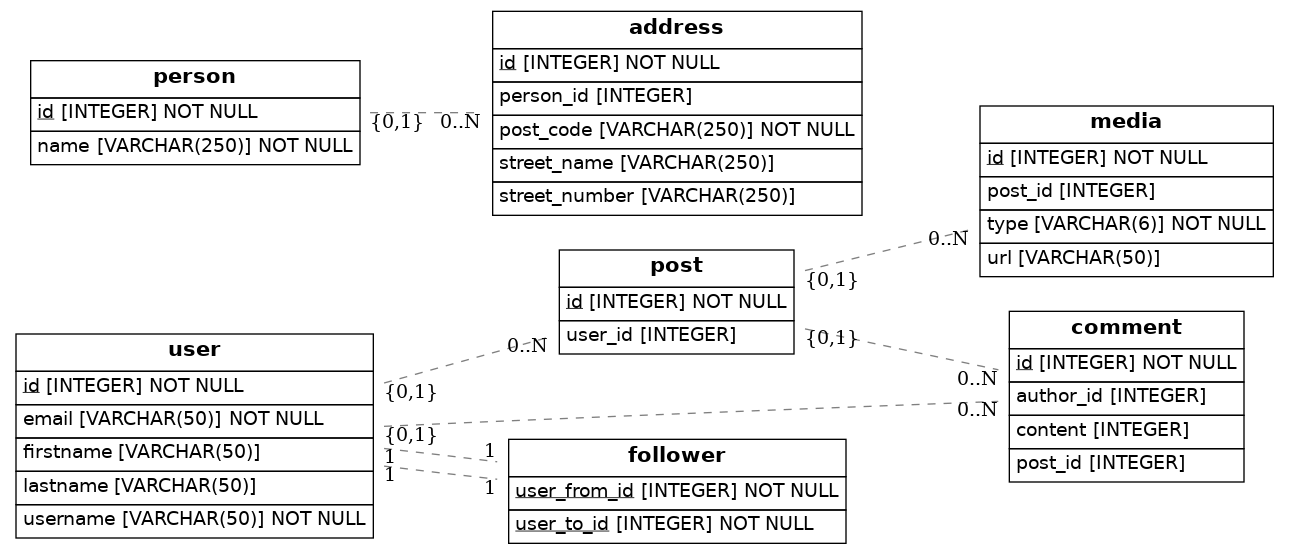 person
id [INTEGER] NOT NULL
name [VARCHAR(250)] NOT NULL
{0,1}
0..N
address
id [INTEGER] NOT NULL
person_id [INTEGER]
post_code [VARCHAR(250)] NOT NULL
street_name [VARCHAR(250)]
street_number [VARCHAR(250)]
media
id [INTEGER] NOT NULL
post_id [INTEGER]
type [VARCHAR(6)] NOT NULL
url [VARCHAR(50)]
0..N
{0,1}
post
id [INTEGER] NOT NULL
user_id [INTEGER]
{0,1}
0..N
comment
id [INTEGER] NOT NULL
author_id [INTEGER]
content [INTEGER]
post_id [INTEGER]
0..N
0..N
{0,1}
user
id [INTEGER] NOT NULL
email [VARCHAR(50)] NOT NULL
firstname [VARCHAR(50)]
lastname [VARCHAR(50)]
username [VARCHAR(50)] NOT NULL
{0,1}
1
1
1
1
follower
user_from_id [INTEGER] NOT NULL
user_to_id [INTEGER] NOT NULL